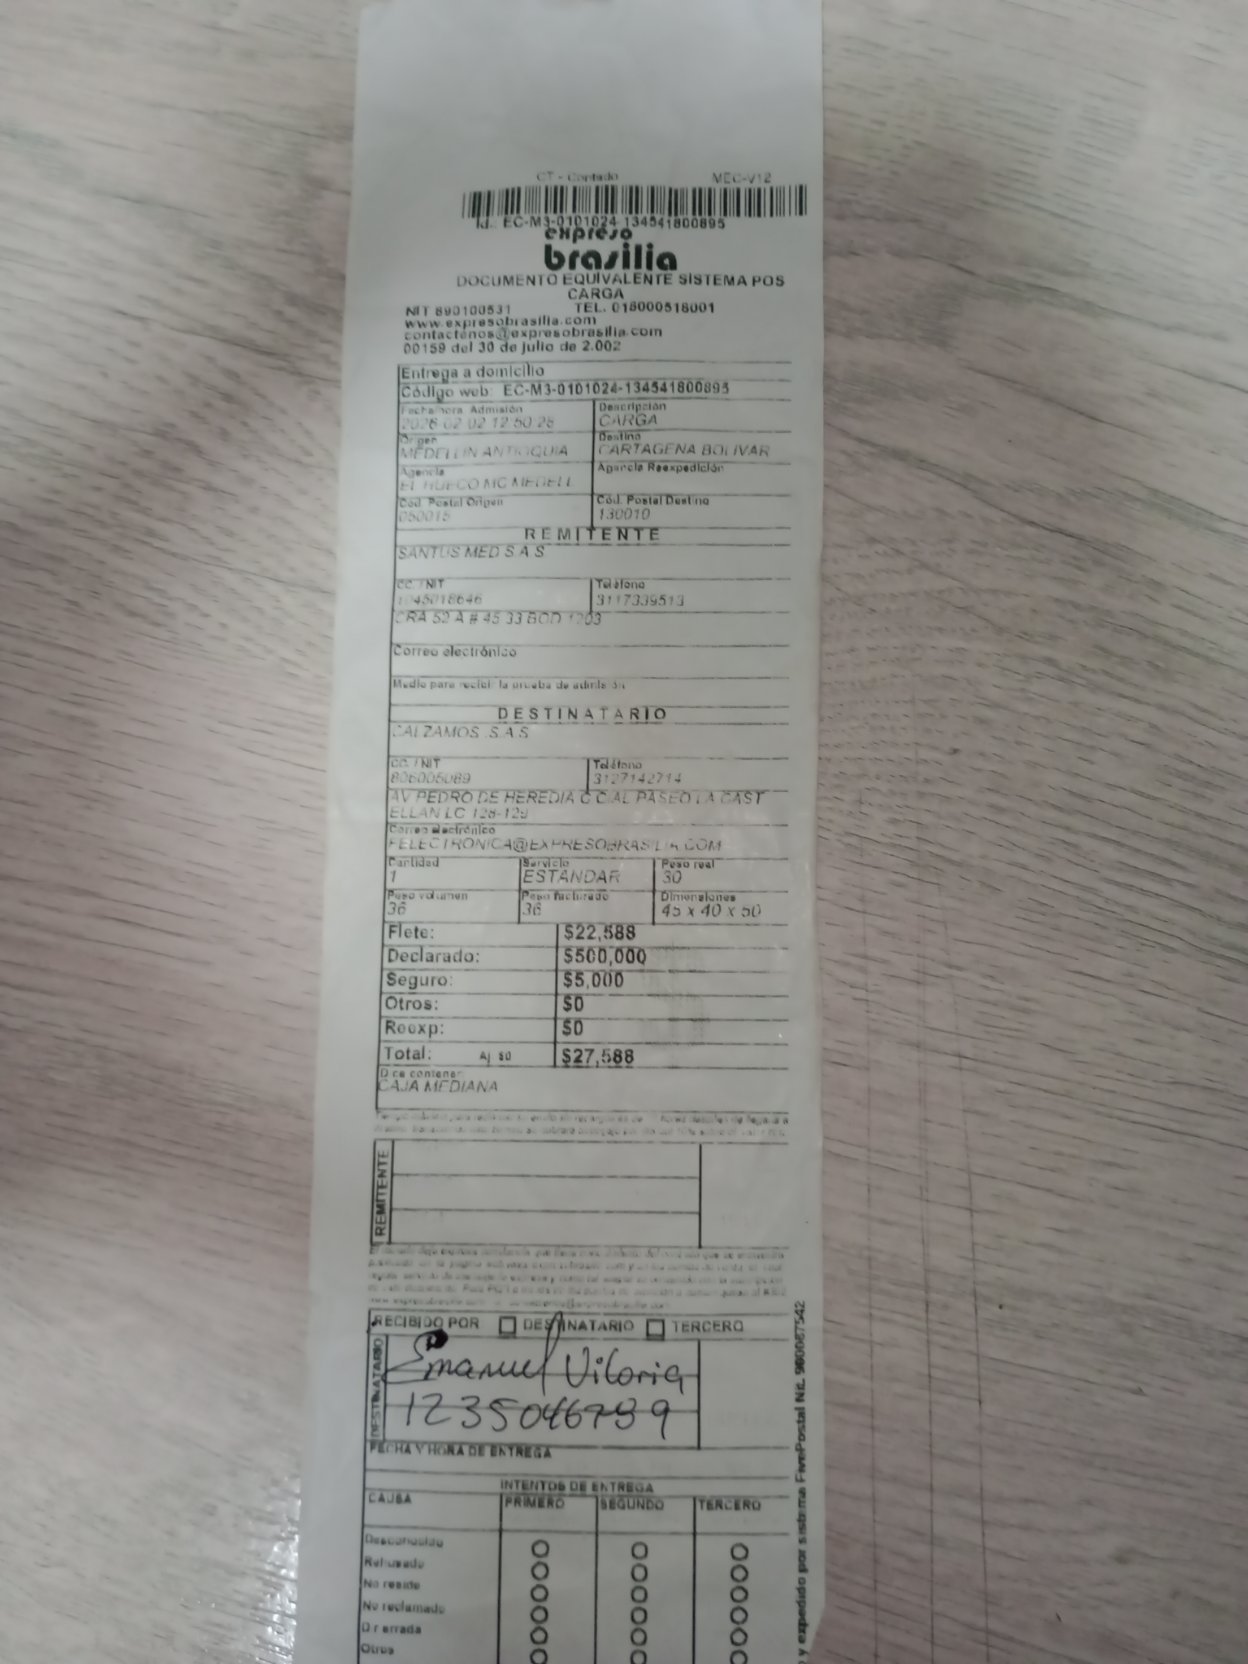 CT - Contado MEC-V12
Id.: EC-M3-0101024-134541800895
expreso
brasilia
DOCUMENTO EQUIVALENTE SISTEMA POS
CARGA
NIT 890100531 TEL. 018000518001
www.expresobrasilia.com
contactenos@expresobrasilia.com
00159 del 30 de julio de 2.002
Entrega a domicilio
Código web: EC-M3-0101024-134541800895
Fecha hora Admisión Descripción
2026 02 02 12 50 28 CARGA
Origen Destino
MEDELLIN ANTIOQUIA CARTAGENA BOLIVAR
Agencia Agencia Reexpedición
EL HUECO MC MEDELL
Cód. Postal Origen Cód. Postal Destino
050015 130010
REMITENTE
SANTUS MED S A S
CC. / NIT Teléfono
1045018646 3117339513
CRA 52 A # 45 33 BOD 1203
Correo electrónico
Medio para recibir la prueba de admisión
DESTINATARIO
CALZAMOS .S.A.S
CC. / NIT Teléfono
806005089 3127142714
AV PEDRO DE HEREDIA C CIAL PASEO LA CAST
ELLAN LC 128-129
Correo electrónico
FELECTRONICA@EXPRESOBRASILIA.COM
Cantidad Servicio Peso real
1 ESTANDAR 30
Peso volumen Peso facturado Dimensiones
36 36 45 x 40 x 50
Flete: $22,588
Declarado: $500,000
Seguro: $5,000
Otros: $0
Reexp: $0
Total: Aj $0 $27,588
Dice contener
CAJA MEDIANA
REMITENTE
RECIBIDO POR DESTINATARIO TERCERO
DESTINATARIO
Emanuel Viloria
1235046789
FECHA Y HORA DE ENTREGA
INTENTOS DE ENTREGA
CAUSA PRIMERO SEGUNDO TERCERO
Desconocido
Rehusado
No reside
No reclamado
Dir errada
Otros
y expedido por sistema FivePostal Nit. 900087542